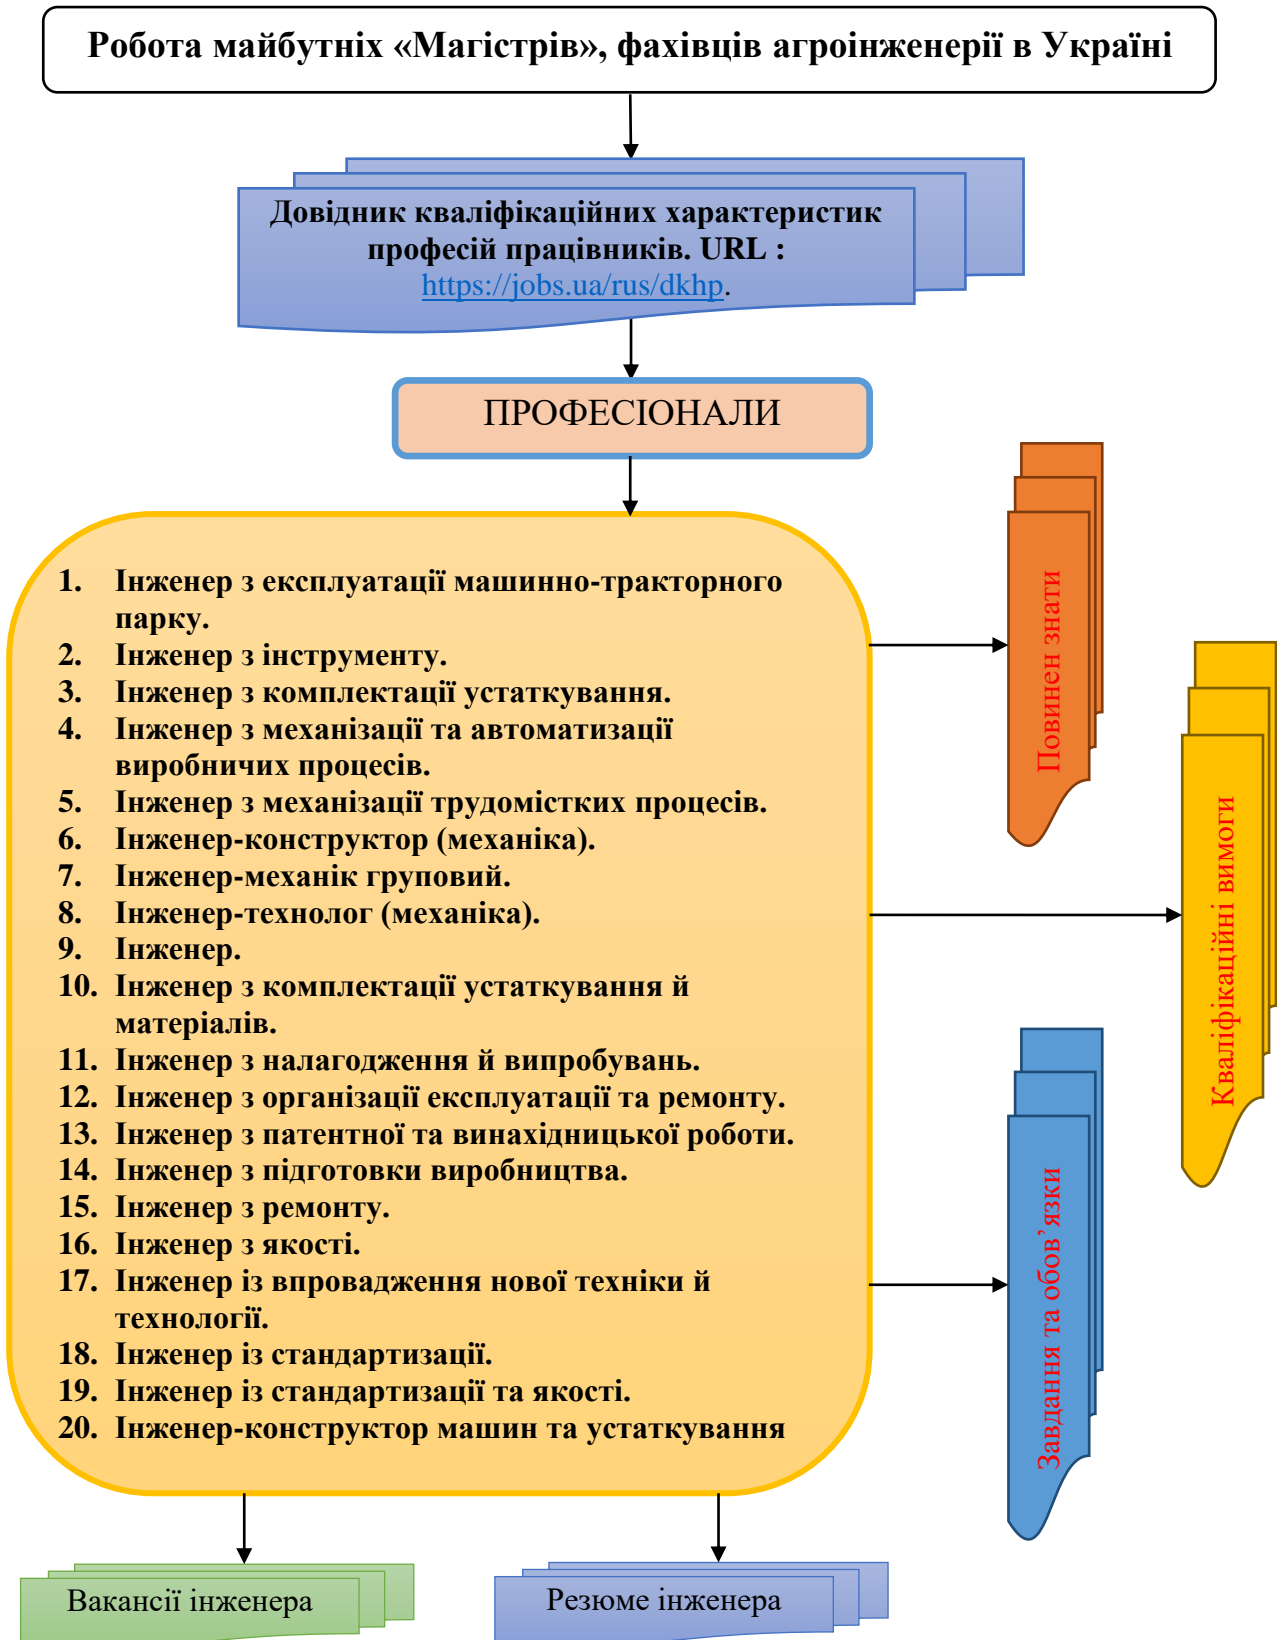 Робота майбутніх «Магістрів», фахівців агроінженерії в Україні
Довідник кваліфікаційних характеристик
професій працівників. URL :
https://jobs.ua/rus/dkhp.
ПРОФЕСІОНАЛИ
1. Інженер з експлуатації машинно-тракторного
парку.
2. Інженер з інструменту.
3. Інженер з комплектації устаткування.
4. Інженер з механізації та автоматизації
виробничих процесів.
5. Інженер з механізації трудомістких процесів.
6. Інженер-конструктор (механіка).
7. Інженер-механік груповий.
8. Інженер-технолог (механіка).
9. Інженер.
10. Інженер з комплектації устаткування й
матеріалів.
11. Інженер з налагодження й випробувань.
12. Інженер з організації експлуатації та ремонту.
13. Інженер з патентної та винахідницької роботи.
14. Інженер з підготовки виробництва.
15. Інженер з ремонту.
16. Інженер з якості.
17. Інженер із впровадження нової техніки й
технології.
18. Інженер із стандартизації.
19. Інженер із стандартизації та якості.
20. Інженер-конструктор машин та устаткування
Повинен знати
Кваліфікаційні вимоги
Завдання та обов’язки
Вакансії інженера
Резюме інженера